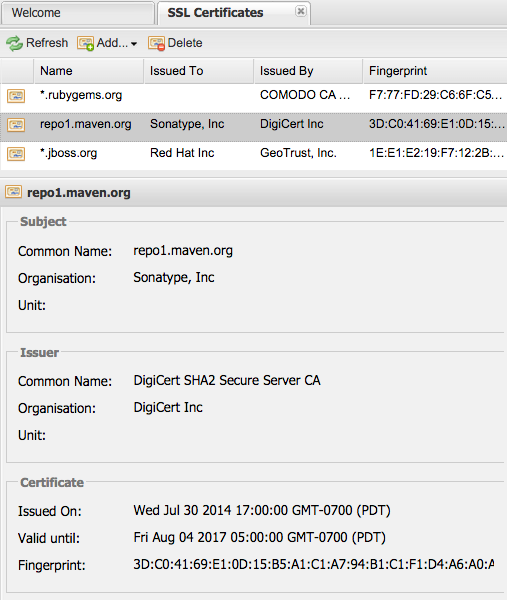 Welcome SSL Certificates
Refresh Add... Delete
Name Issued To Issued By Fingerprint
*.rubygems.org COMODO CA ... F7:77:FD:29:C6:6F:C5...
repo1.maven.org Sonatype, Inc DigiCert Inc 3D:C0:41:69:E1:0D:15:...
*.jboss.org Red Hat Inc GeoTrust, Inc. 1E:E1:E2:19:F7:12:2B:...
repo1.maven.org
Subject
Common Name: repo1.maven.org
Organisation: Sonatype, Inc
Unit:
Issuer
Common Name: DigiCert SHA2 Secure Server CA
Organisation: DigiCert Inc
Unit:
Certificate
Issued On: Wed Jul 30 2014 17:00:00 GMT-0700 (PDT)
Valid until: Fri Aug 04 2017 05:00:00 GMT-0700 (PDT)
Fingerprint: 3D:C0:41:69:E1:0D:15:B5:A1:C1:A7:94:B1:C1:F1:D4:A6:A0:A